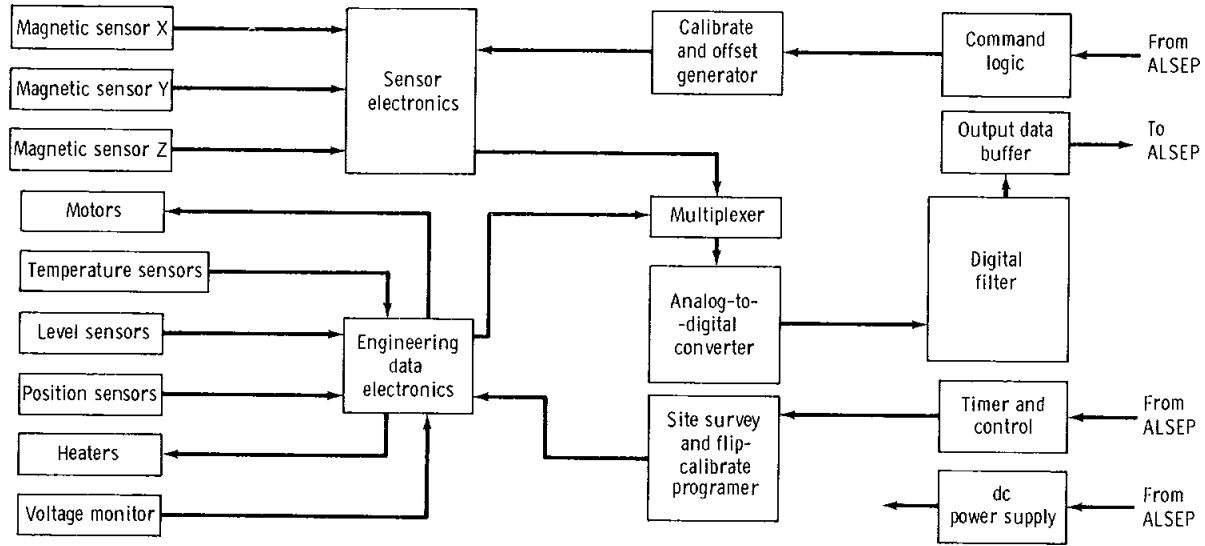 Magnetic sensor X
Magnetic sensor Y
Magnetic sensor Z
Sensor
electronics
Calibrate
and offset
generator
Command
logic
From
ALSEP
Output data
buffer
To
ALSEP
Motors
Temperature sensors
Level sensors
Position sensors
Heaters
Voltage monitor
Engineering
data
electronics
Multiplexer
Analog-to-
-digital
converter
Digital
filter
Site survey
and flip-
calibrate
programer
Timer and
control
From
ALSEP
dc
power supply
From
ALSEP